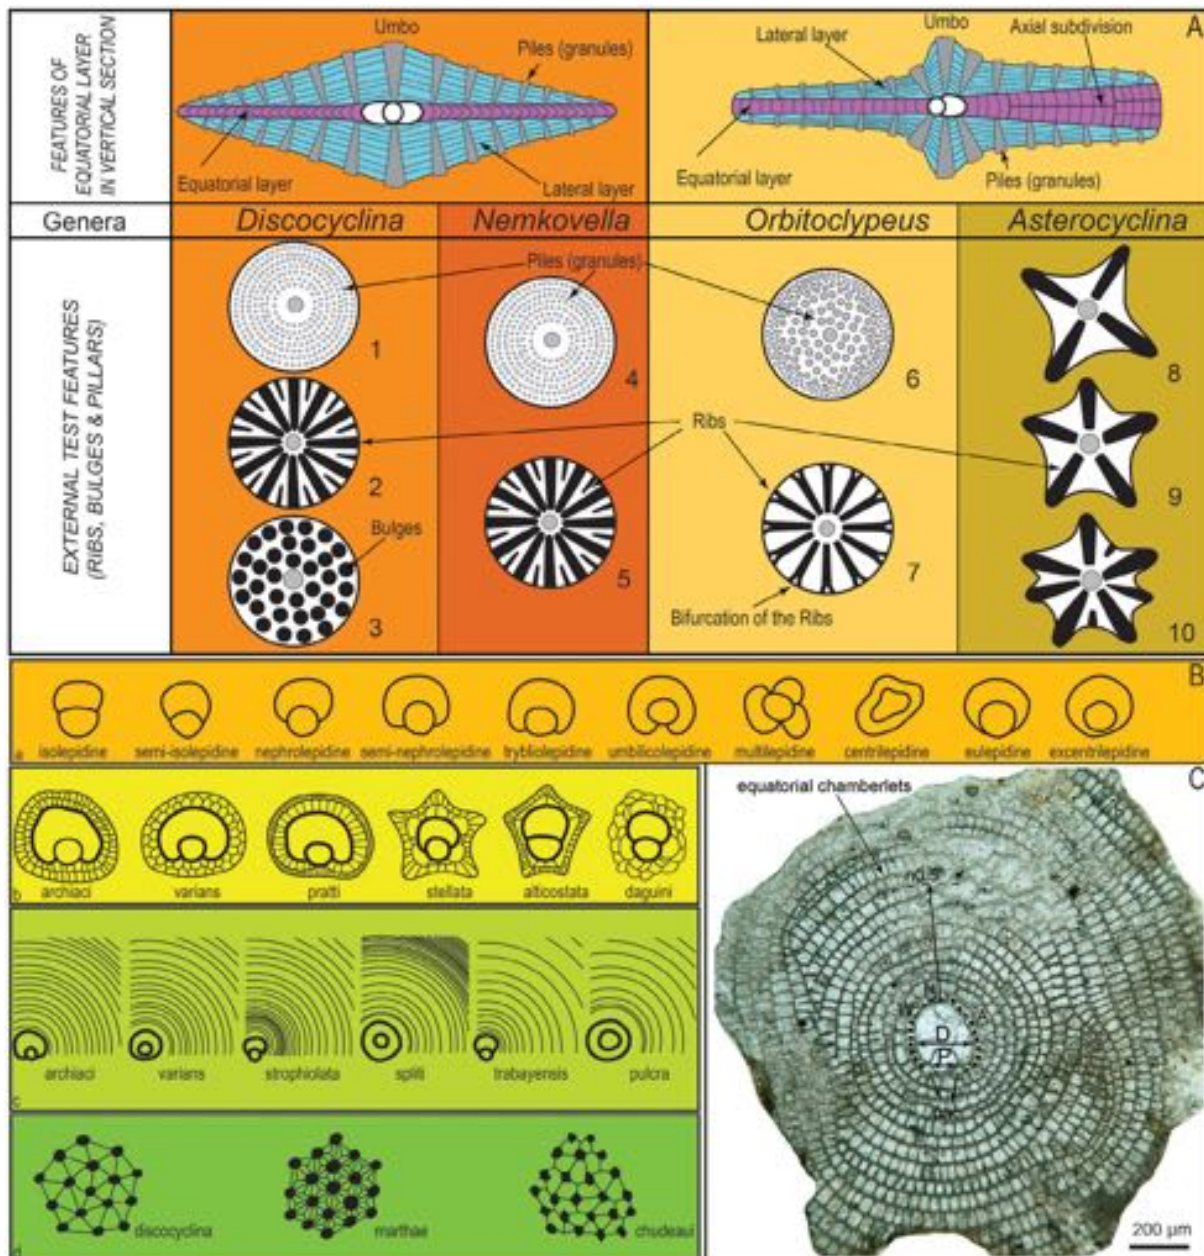 FEATURES OF
EQUATORIAL LAYER
IN VERTICAL SECTION
Umbo
Piles (granules)
Equatorial layer
Lateral layer
A
Umbo
Lateral layer
Axial subdivision
Equatorial layer
Piles (granules)
Genera
Discocyclina
Nemkovella
Orbitoclypeus
Asterocyclina
EXTERNAL TEST FEATURES
(RIBS, BULGES & PILLARS)
Piles (granules)
1
4
6
8
Ribs
2
9
Bulges
5
7
3
Bifurcation of the Ribs
10
B
a
isolepidine
semi-isolepidine
nephrolepidine
semi-nephrolepidine
trybliolepidine
umbilicolepidine
multilepidine
centrilepidine
eulepidine
excentrilepidine
b
archiaci
varians
pratti
stellata
alticostata
daguini
c
archiaci
varians
strophiolata
spliti
trabayensis
pulcra
d
discocyclina
marthae
chudeaui
C
equatorial chamberlets
D
P
200 µm